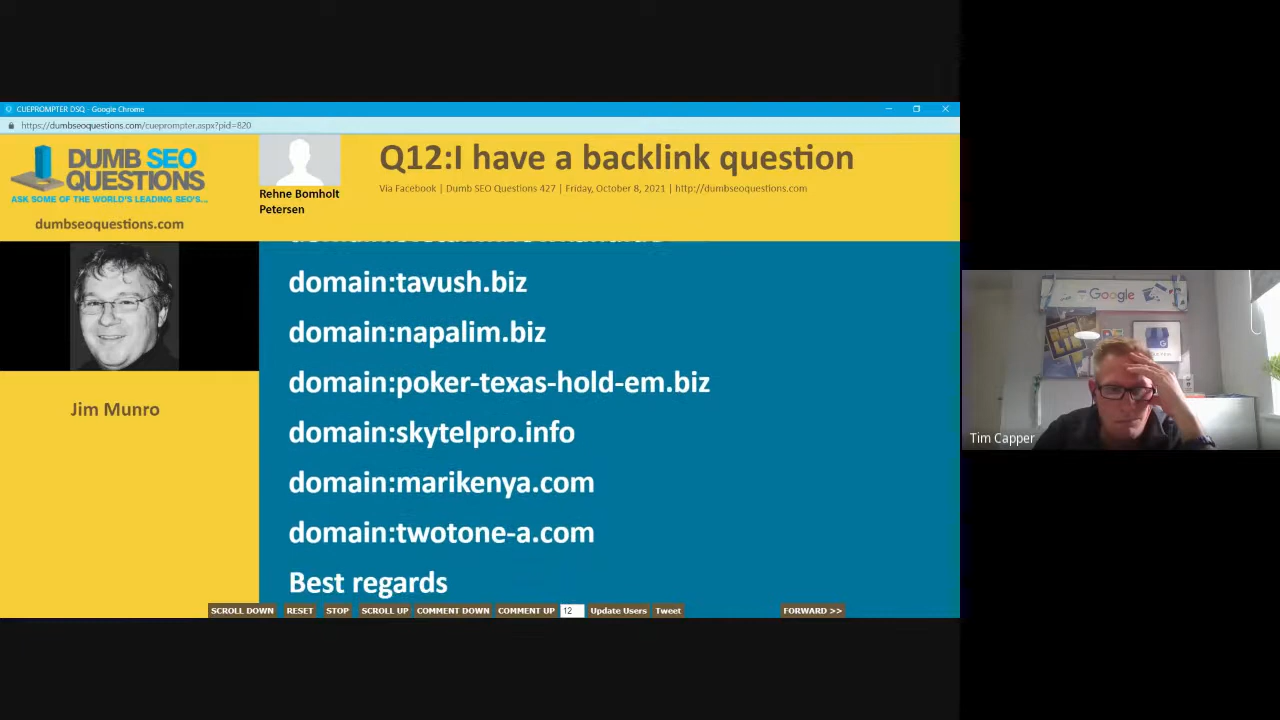 CUEPROMPTER DSQ - Google Chrome
https://dumbseoquestions.com/cueprompter.aspx?pid=820
DUMB SEO
QUESTIONS
ASK SOME OF THE WORLD'S LEADING SEO'S...
dumbseoquestions.com
Rehne Bomholt
Petersen
Q12:I have a backlink question
Via Facebook | Dumb SEO Questions 427 | Friday, October 8, 2021 | http://dumbseoquestions.com
Jim Munro
domain:tavush.biz
domain:napalim.biz
domain:poker-texas-hold-em.biz
domain:skytelpro.info
domain:marikenya.com
domain:twotone-a.com
Best regards
SCROLL DOWN RESET STOP SCROLL UP COMMENT DOWN COMMENT UP 12 Update Users Tweet FORWARD >>
Google
Tim Capper